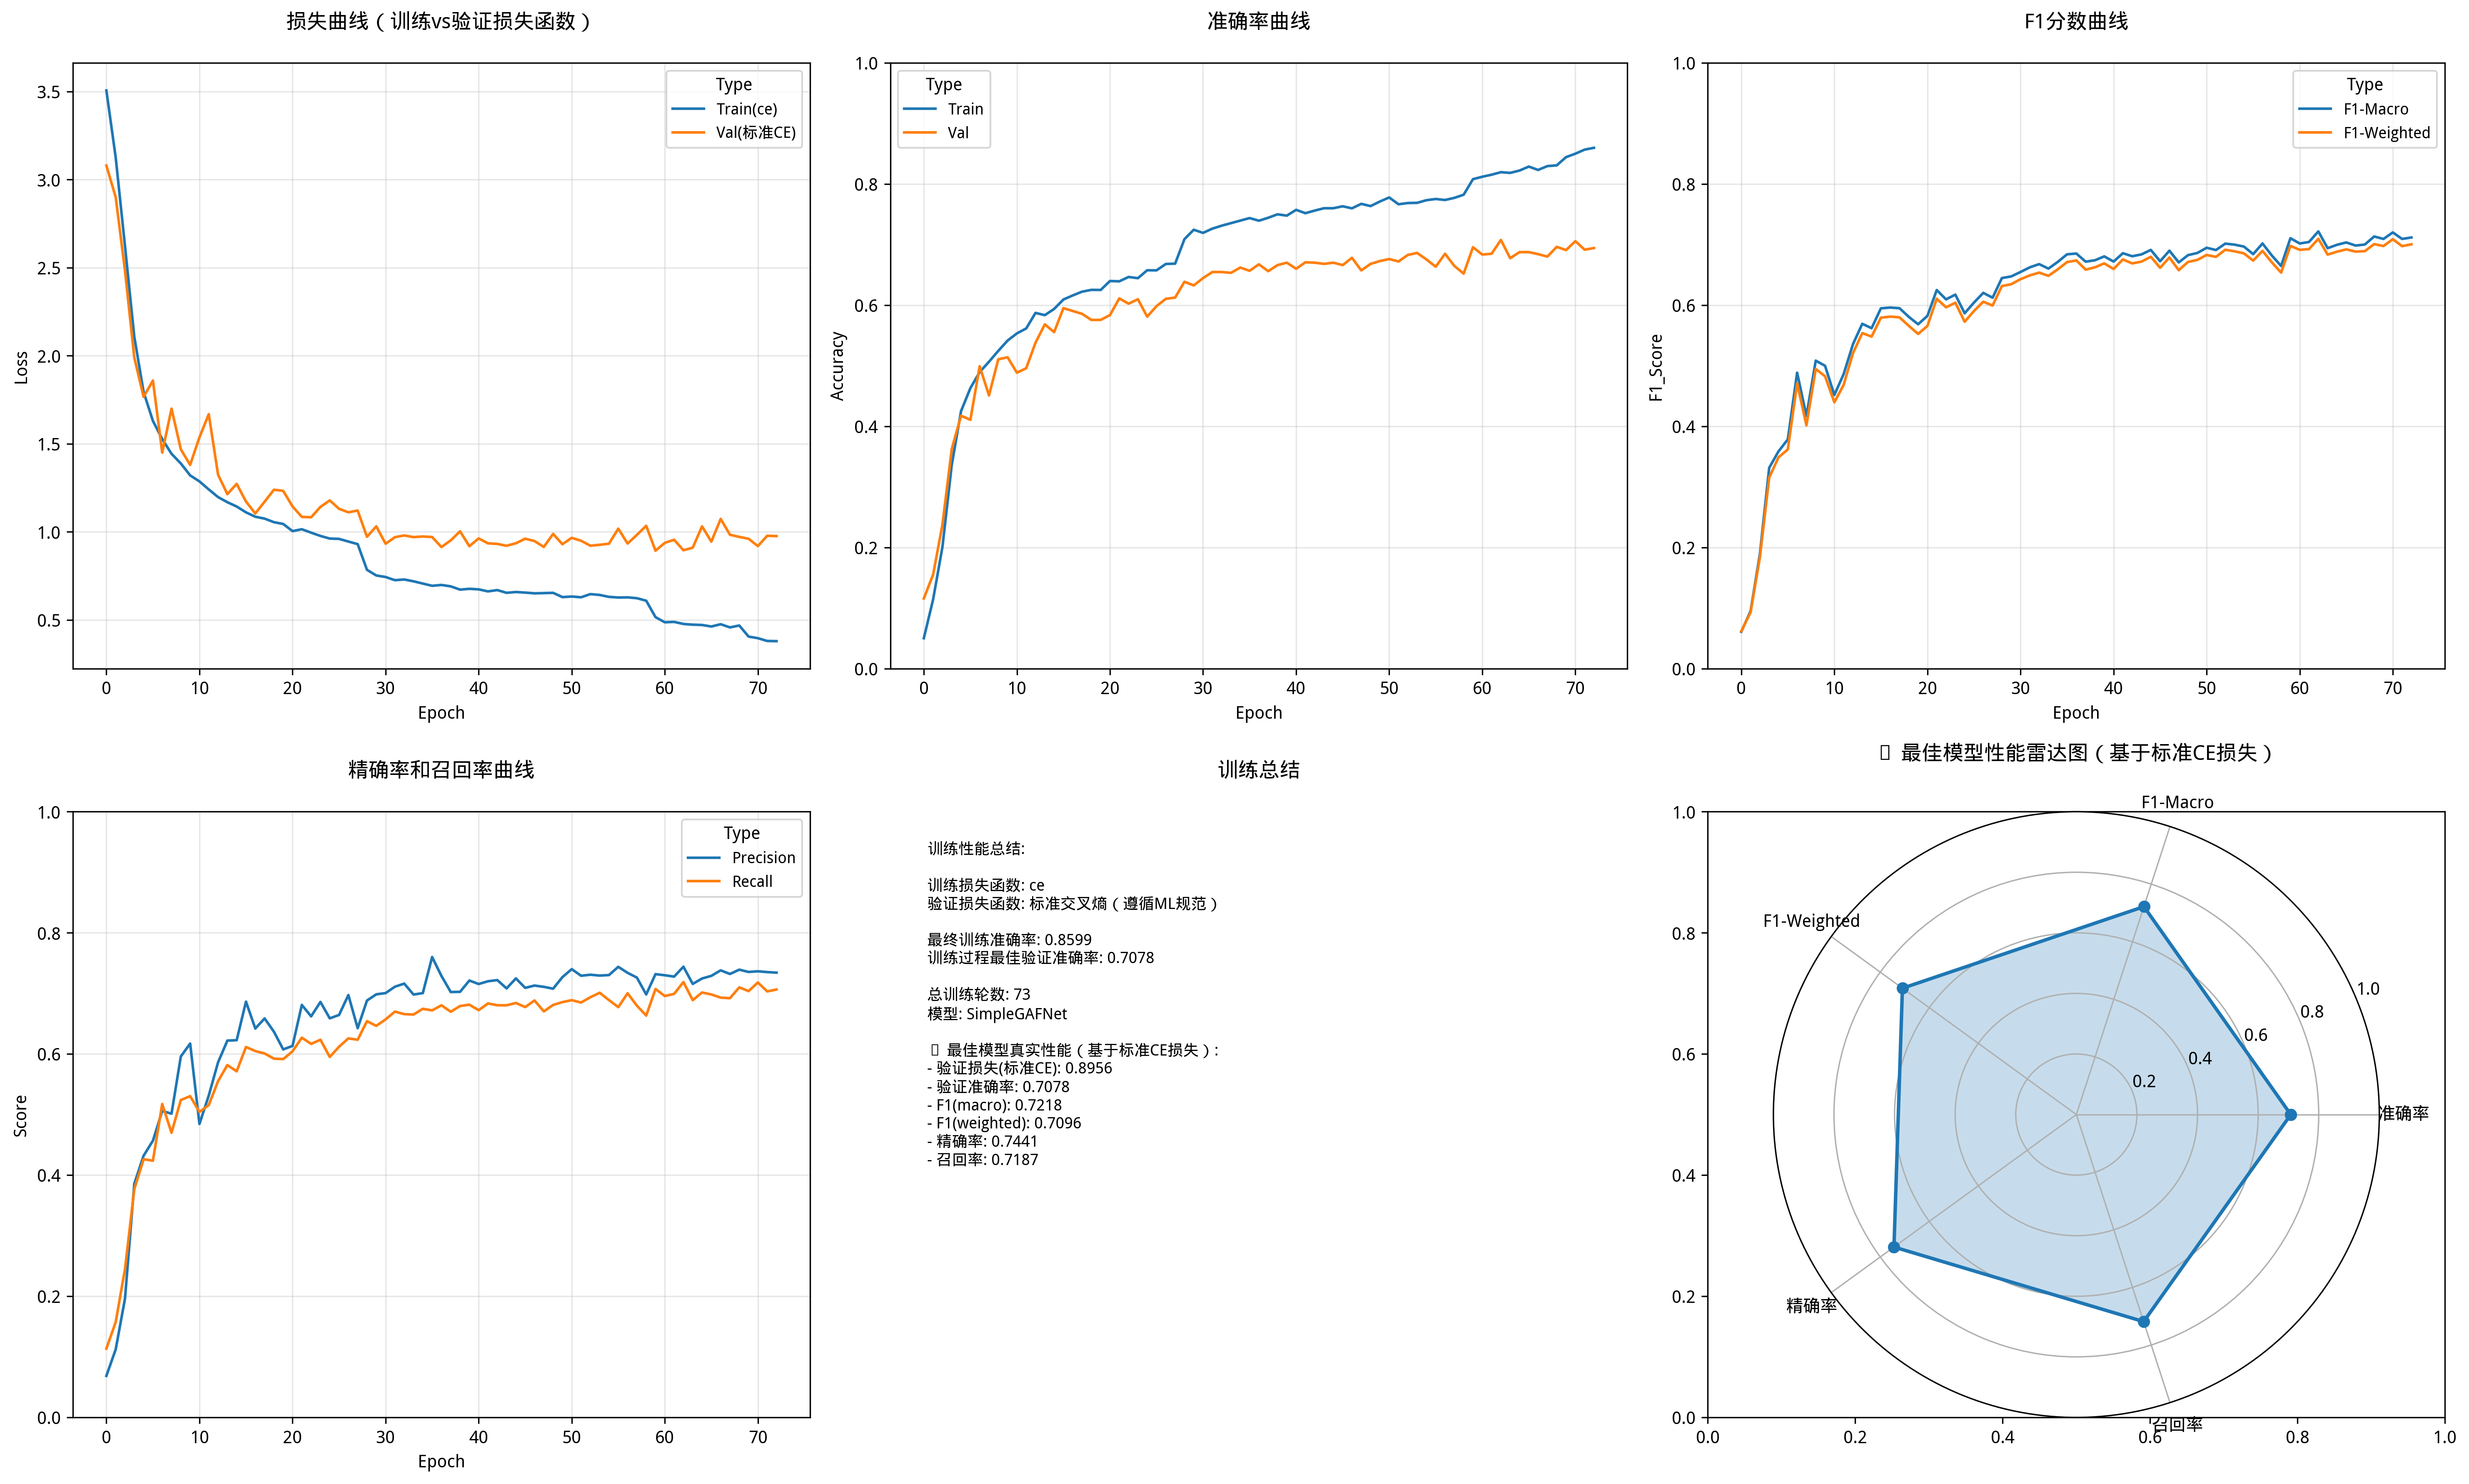 损失曲线（训练vs验证损失函数）
3.5
3.0
2.5
2.0
1.5
1.0
0.5
Loss
0 10 20 30 40 50 60 70
Epoch
Type
Train(ce)
Val(标准CE)
准确率曲线
1.0
0.8
0.6
0.4
0.2
0.0
Accuracy
0 10 20 30 40 50 60 70
Epoch
Type
Train
Val
F1分数曲线
1.0
0.8
0.6
0.4
0.2
0.0
F1_Score
0 10 20 30 40 50 60 70
Epoch
Type
F1-Macro
F1-Weighted
精确率和召回率曲线
1.0
0.8
0.6
0.4
0.2
0.0
Score
0 10 20 30 40 50 60 70
Epoch
Type
Precision
Recall
训练总结
训练性能总结:
训练损失函数: ce
验证损失函数: 标准交叉熵（遵循ML规范）
最终训练准确率: 0.8599
训练过程最佳验证准确率: 0.7078
总训练轮数: 73
模型: SimpleGAFNet
最佳模型真实性能（基于标准CE损失）:
- 验证损失(标准CE): 0.8956
- 验证准确率: 0.7078
- F1(macro): 0.7218
- F1(weighted): 0.7096
- 精确率: 0.7441
- 召回率: 0.7187
最佳模型性能雷达图（基于标准CE损失）
1.0
0.8
0.6
0.4
0.2
0.0
0.0 0.2 0.4 0.6 0.8 1.0
F1-Macro
F1-Weighted
准确率
精确率
召回率
0.2
0.4
0.6
0.8
1.0